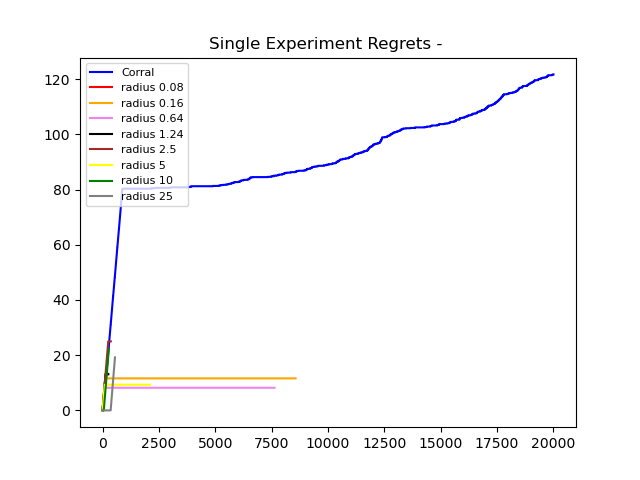 Single Experiment Regrets -
120
100
80
60
40
20
0
Corral
radius 0.08
radius 0.16
radius 0.64
radius 1.24
radius 2.5
radius 5
radius 10
radius 25
0 2500 5000 7500 10000 12500 15000 17500 20000